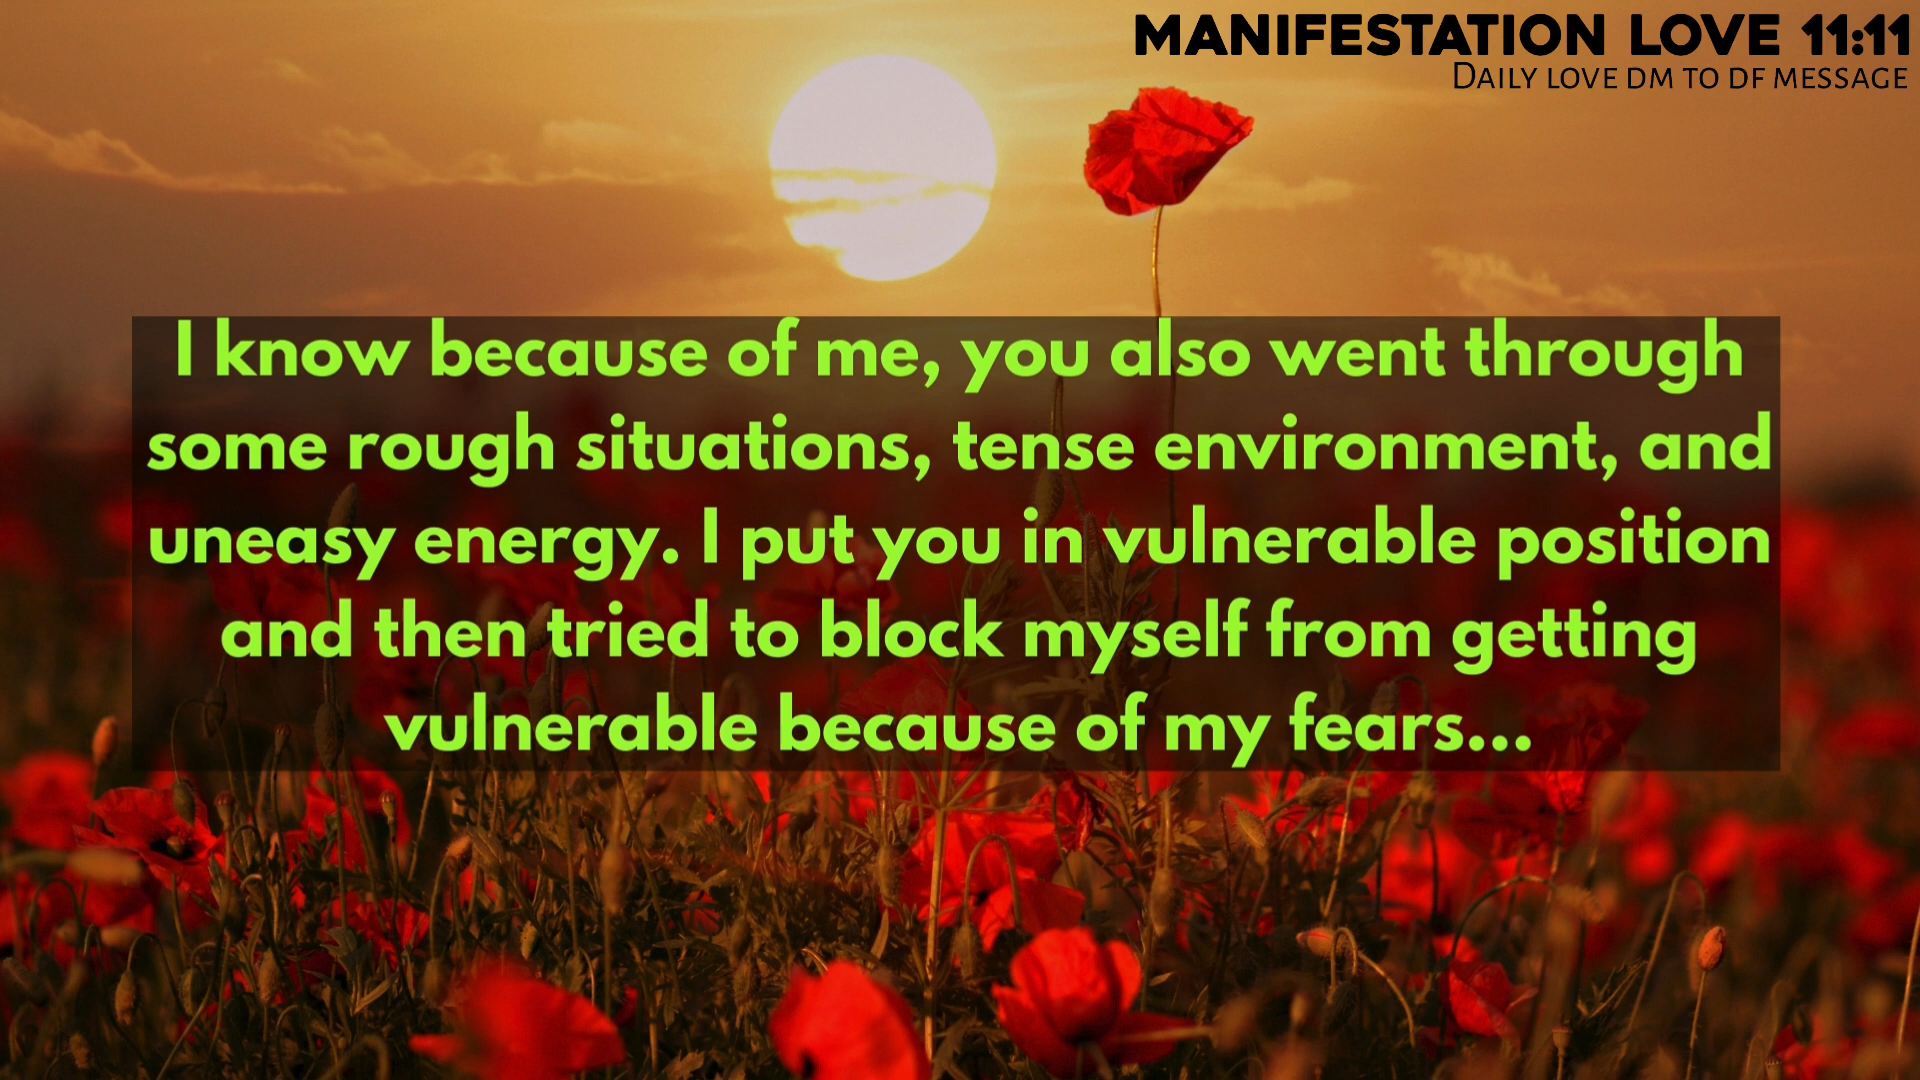 MANIFESTATION LOVE 11:11
DAILY LOVE DM TO DF MESSAGE
I know because of me, you also went through
some rough situations, tense environment, and
uneasy energy. I put you in vulnerable position
and then tried to block myself from getting
vulnerable because of my fears...